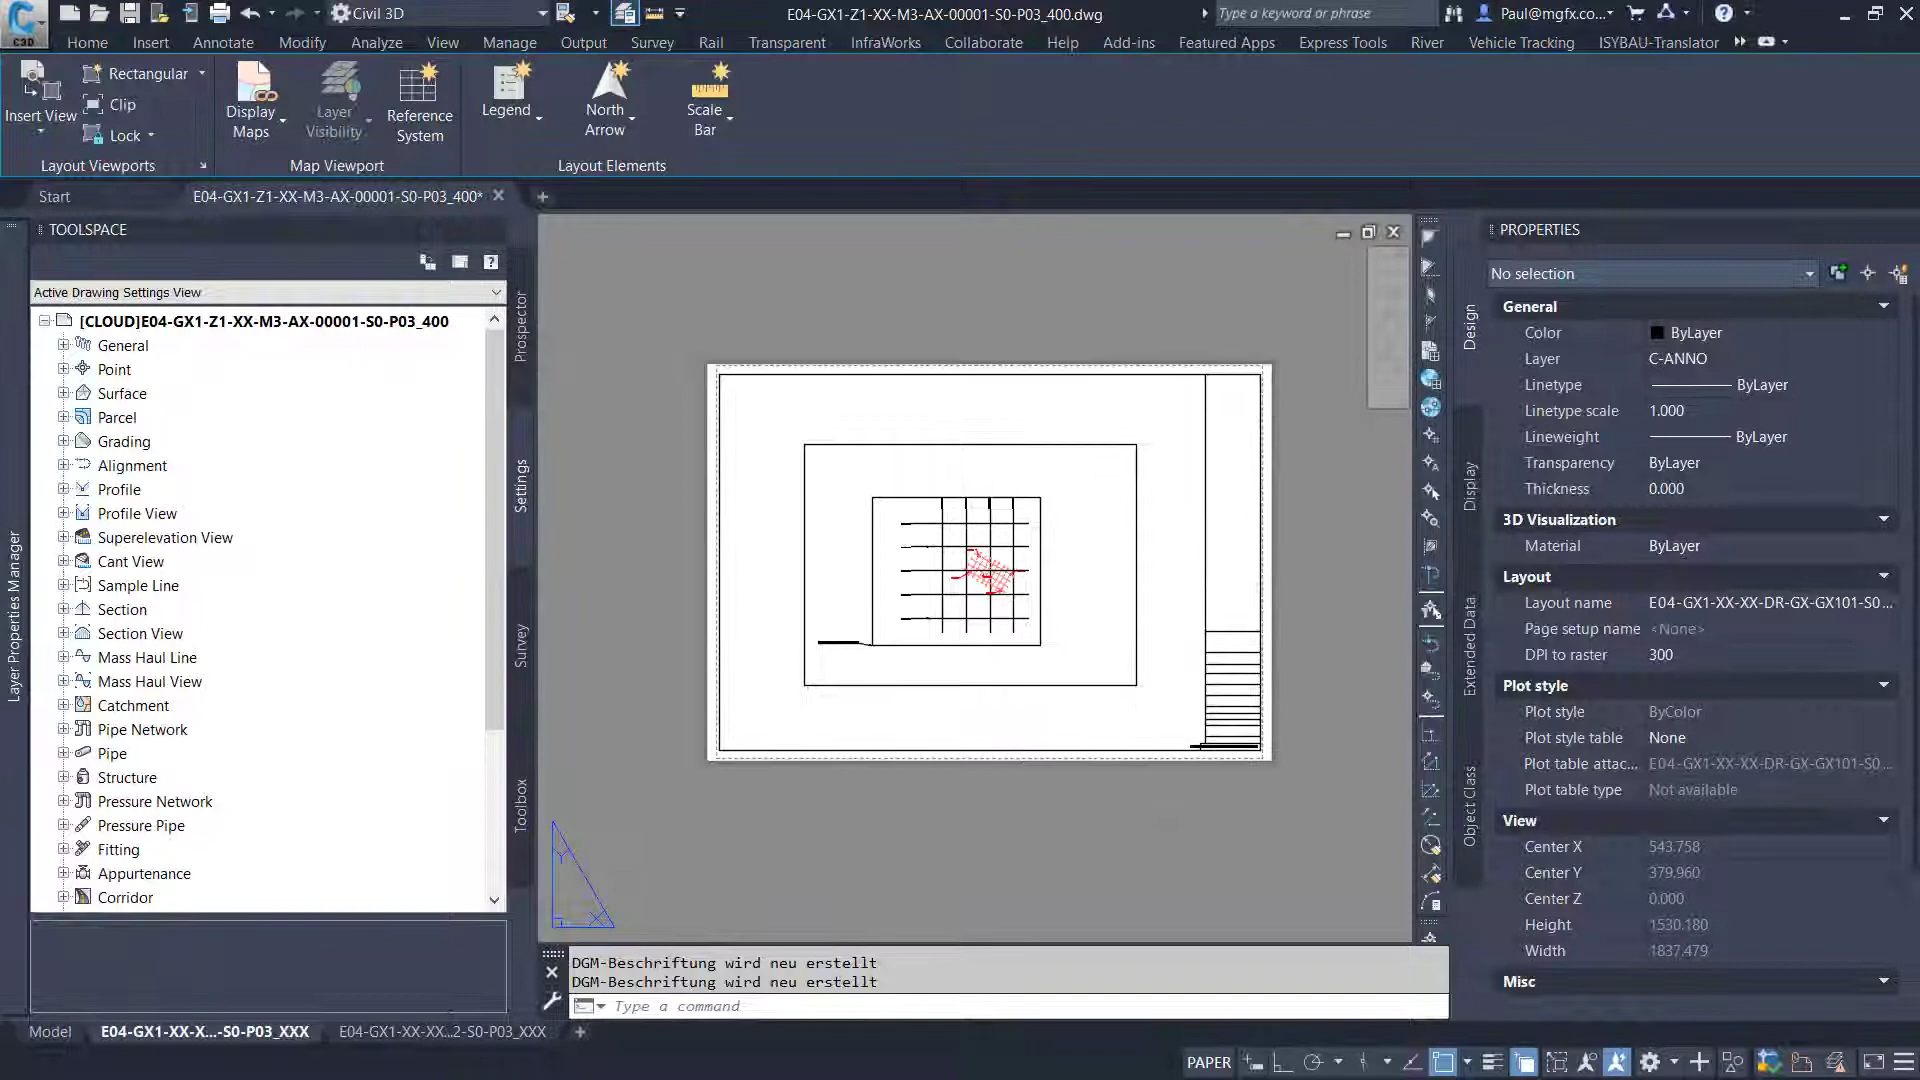 C3D
Civil 3D
E04-GX1-Z1-XX-M3-AX-00001-S0-P03_400.dwg
Type a keyword or phrase
Paul@mgfx.co...
Home
Insert
Annotate
Modify
Analyze
View
Manage
Output
Survey
Rail
Transparent
InfraWorks
Collaborate
Help
Add-ins
Featured Apps
Express Tools
River
Vehicle Tracking
ISYBAU-Translator
Insert View
Rectangular
Clip
Lock
Layout Viewports
Display
Maps
Layer
Visibility
Reference
System
Map Viewport
Legend
North
Arrow
Scale
Bar
Layout Elements
Start
E04-GX1-Z1-XX-M3-AX-00001-S0-P03_400*
TOOLSPACE
Active Drawing Settings View
[CLOUD]E04-GX1-Z1-XX-M3-AX-00001-S0-P03_400
General
Point
Surface
Parcel
Grading
Alignment
Profile
Profile View
Superelevation View
Cant View
Sample Line
Section
Section View
Mass Haul Line
Mass Haul View
Catchment
Pipe Network
Pipe
Structure
Pressure Network
Pressure Pipe
Fitting
Appurtenance
Corridor
Layer Properties Manager
Prospector
Settings
Survey
Toolbox
Y
X
DGM-Beschriftung wird neu erstellt
DGM-Beschriftung wird neu erstellt
Type a command
Design
Display
Extended Data
Object Class
PROPERTIES
No selection
General
Color ByLayer
Layer C-ANNO
Linetype ByLayer
Linetype scale 1.000
Lineweight ByLayer
Transparency ByLayer
Thickness 0.000
3D Visualization
Material ByLayer
Layout
Layout name E04-GX1-XX-XX-DR-GX-GX101-S0...
Page setup name <None>
DPI to raster 300
Plot style
Plot style ByColor
Plot style table None
Plot table attac... E04-GX1-XX-XX-DR-GX-GX101-S0...
Plot table type Not available
View
Center X 543.758
Center Y 379.960
Center Z 0.000
Height 1530.180
Width 1837.479
Misc
Model
E04-GX1-XX-X...-S0-P03_XXX
E04-GX1-XX-XX...2-S0-P03_XXX
PAPER